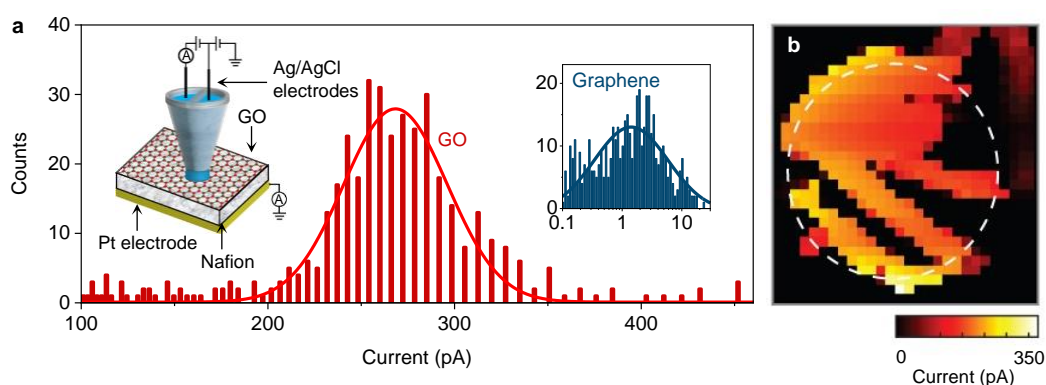 a
40
30
20
10
0
Counts
100
200
300
400
Current (pA)
A
Ag/AgCl
electrodes
GO
A
Pt electrode
Nafion
GO
Graphene
20
10
0
0.1
1
10
b
0
350
Current (pA)